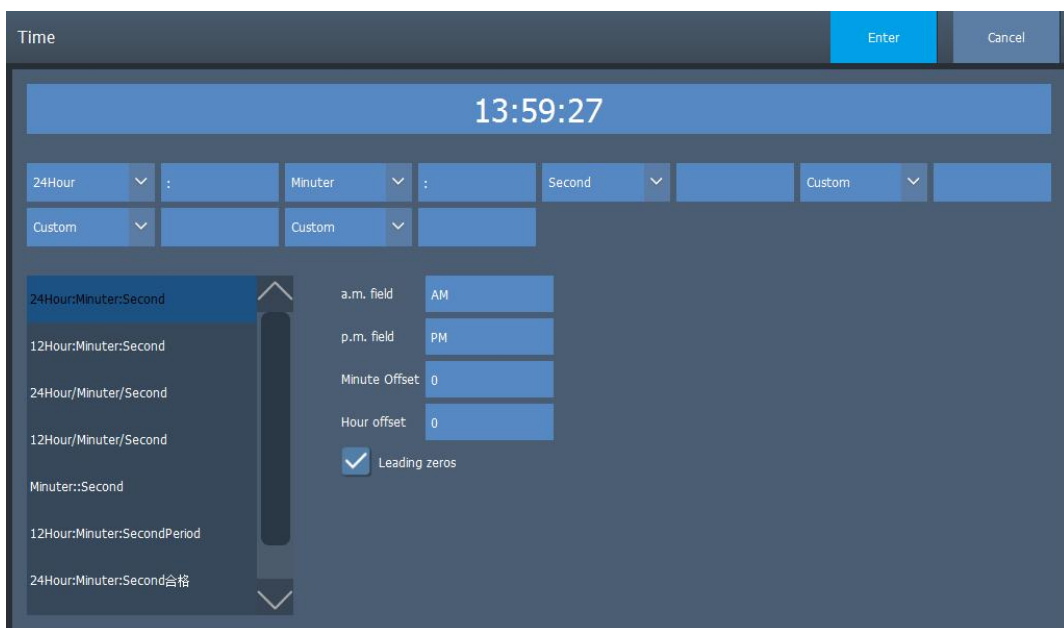 Time Enter Cancel
13:59:27
24Hour : Minuter : Second Custom
Custom Custom
24Hour:Minuter:Second
12Hour:Minuter:Second
24Hour/Minuter/Second
12Hour/Minuter/Second
Minuter::Second
12Hour:Minuter:SecondPeriod
24Hour:Minuter:Second合格
a.m. field AM
p.m. field PM
Minute Offset 0
Hour offset 0
Leading zeros